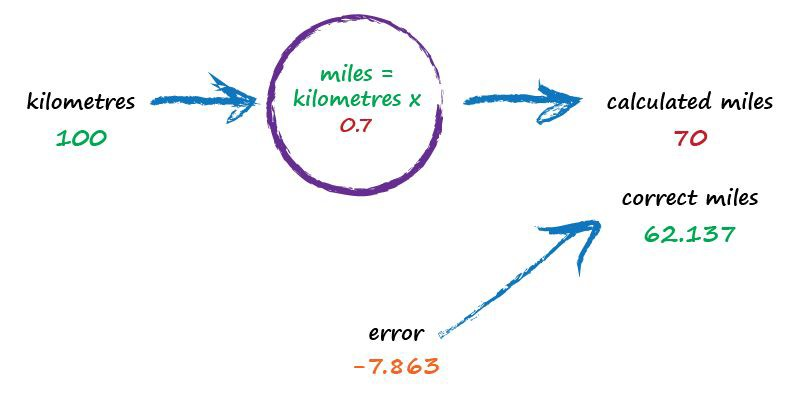 miles =
kilometres x
0.7
kilometres
100
calculated miles
70
correct miles
62.137
error
-7.863